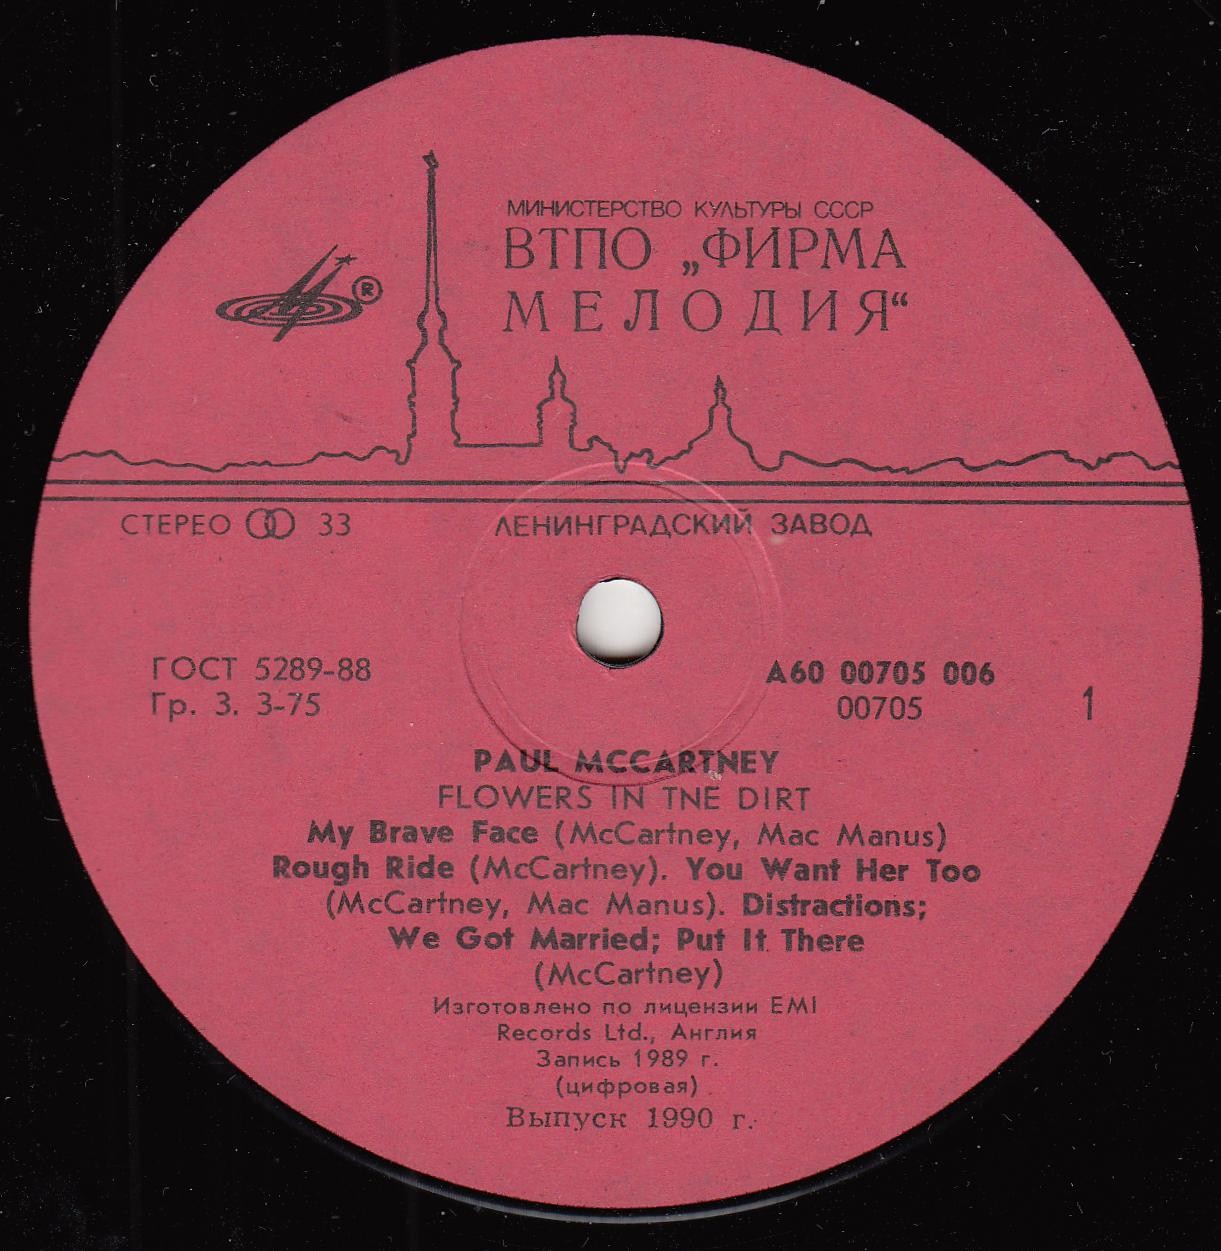 МИНИСТЕРСТВО КУЛЬТУРЫ СССР
ВТПО „ФИРМА
МЕЛОДИЯ“
®
СТЕРЕО 33
ЛЕНИНГРАДСКИЙ ЗАВОД
ГОСТ 5289-88
Гр. 3. 3-75
А60 00705 006
00705
1
PAUL MCCARTNEY
FLOWERS IN TNE DIRT
My Brave Face (McCartney, Mac Manus)
Rough Ride (McCartney). You Want Her Too
(McCartney, Mac Manus). Distractions;
We Got Married; Put It There
(McCartney)
Изготовлено по лицензии EMI
Records Ltd., Англия
Запись 1989 г.
(цифровая)
Выпуск 1990 г.